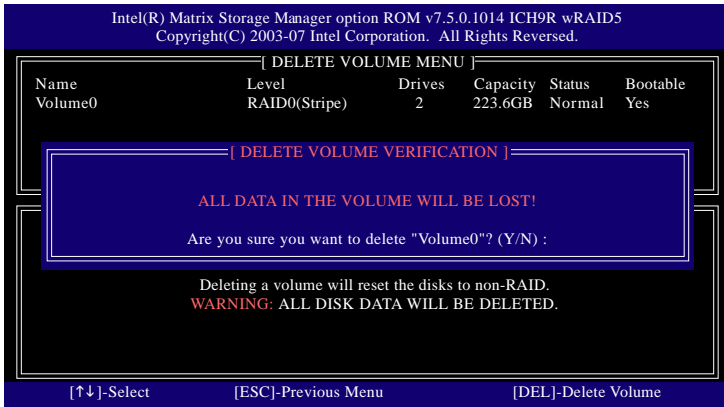 Intel(R) Matrix Storage Manager option ROM v7.5.0.1014 ICH9R wRAID5
Copyright(C) 2003-07 Intel Corporation. All Rights Reversed.
[ DELETE VOLUME MENU ]
Name Level Drives Capacity Status Bootable
Volume0 RAID0(Stripe) 2 223.6GB Normal Yes
[ DELETE VOLUME VERIFICATION ]
ALL DATA IN THE VOLUME WILL BE LOST!
Are you sure you want to delete "Volume0"? (Y/N) :
Deleting a volume will reset the disks to non-RAID.
WARNING: ALL DISK DATA WILL BE DELETED.
[↑↓]-Select [ESC]-Previous Menu [DEL]-Delete Volume